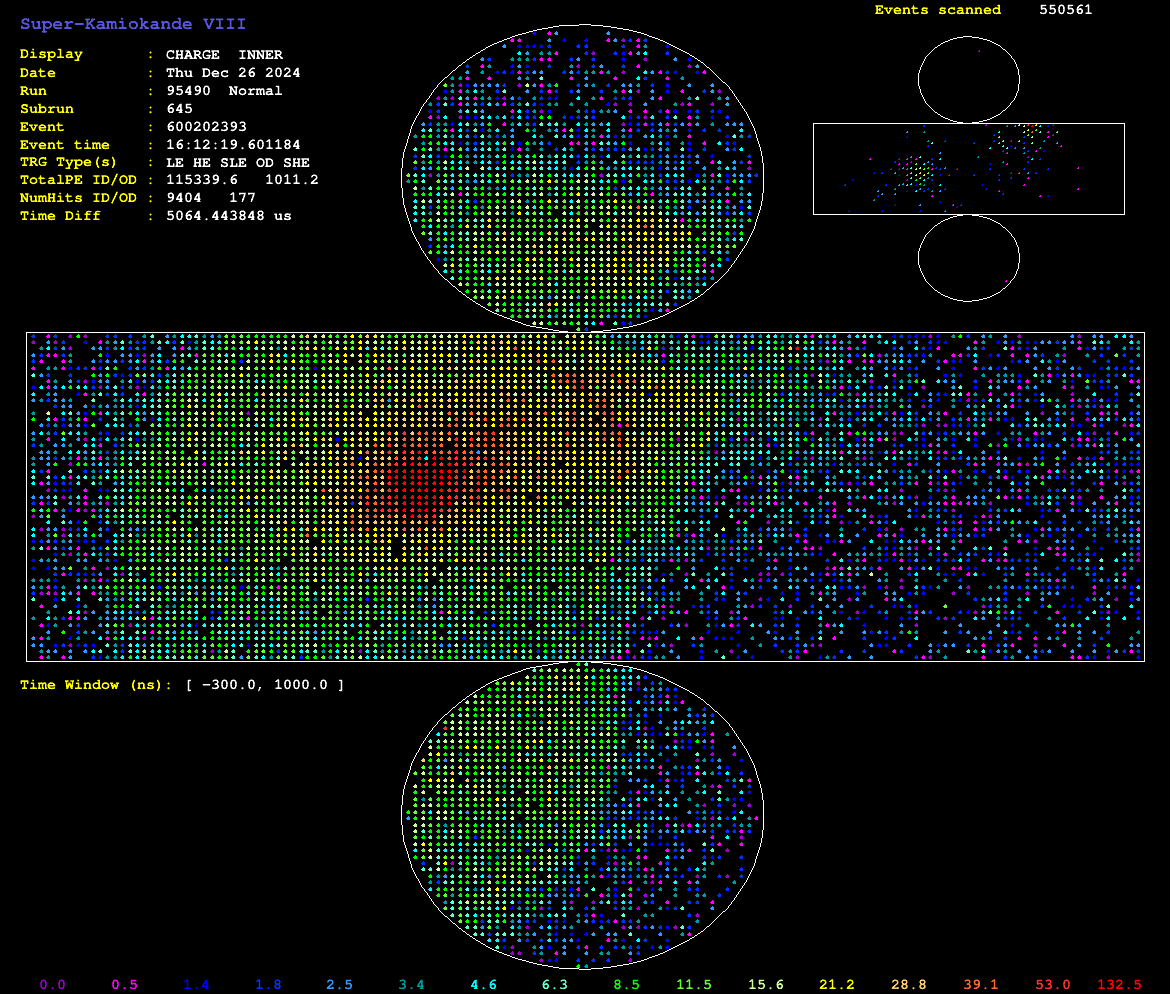 Super-Kamiokande VIII
Events scanned 550561
Display : CHARGE INNER
Date : Thu Dec 26 2024
Run : 95490 Normal
Subrun : 645
Event : 600202393
Event time : 16:12:19.601184
TRG Type(s) : LE HE SLE OD SHE
TotalPE ID/OD : 115339.6 1011.2
NumHits ID/OD : 9404 177
Time Diff : 5064.443848 us
Time Window (ns): [ −300.0, 1000.0 ]
0.0 0.5 1.4 1.8 2.5 3.4 4.6 6.3 8.5 11.5 15.6 21.2 28.8 39.1 53.0 132.5